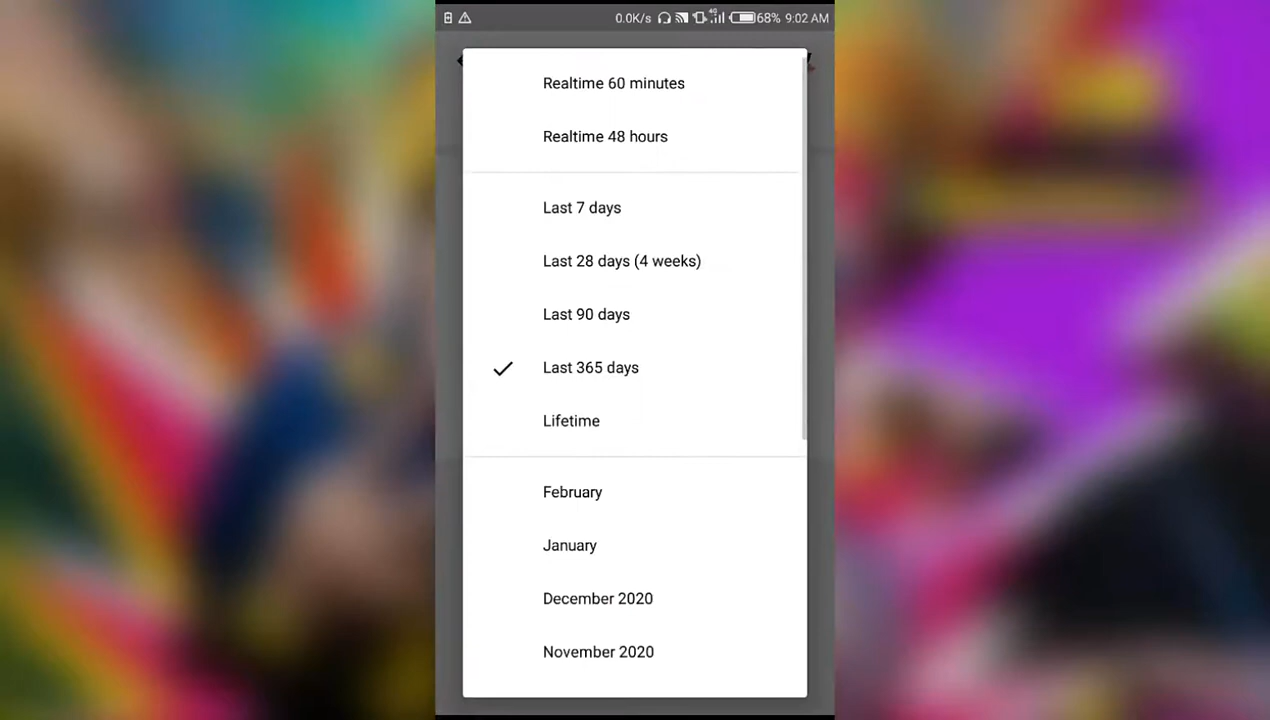 0.0K/s 4G 68% 9:02 AM
Realtime 60 minutes
Realtime 48 hours
Last 7 days
Last 28 days (4 weeks)
Last 90 days
Last 365 days
Lifetime
February
January
December 2020
November 2020